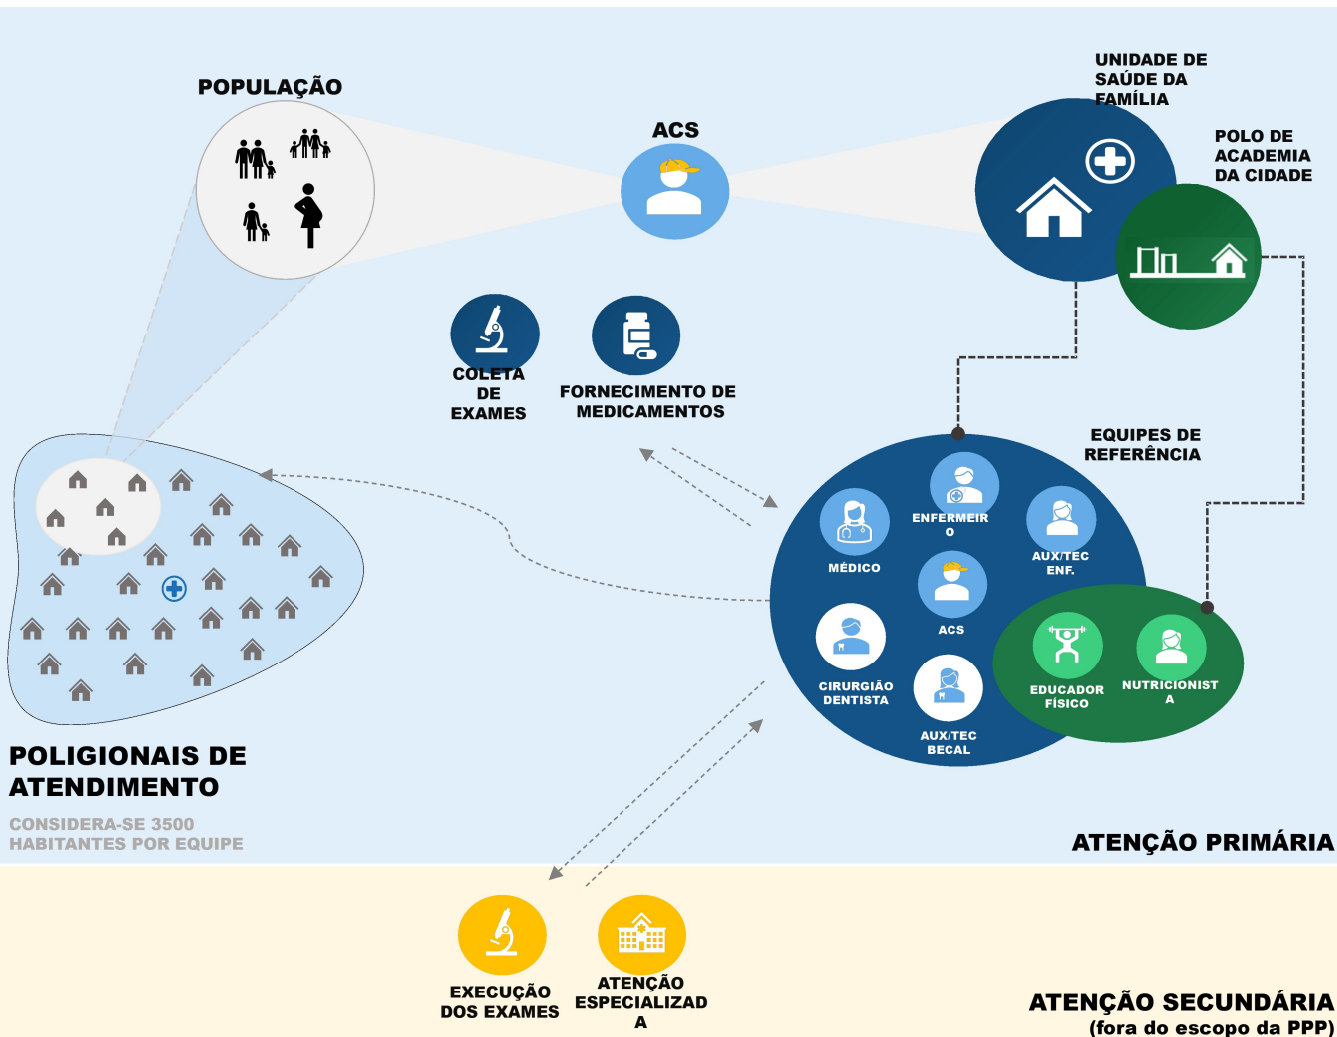 POPULAÇÃO
ACS
UNIDADE DE
SAÚDE DA
FAMÍLIA
POLO DE
ACADEMIA
DA CIDADE
COLETA
DE
EXAMES
FORNECIMENTO DE
MEDICAMENTOS
EQUIPES DE
REFERÊNCIA
MÉDICO
ENFERMEIR
O
AUX/TEC
ENF.
ACS
CIRURGIÃO
DENTISTA
AUX/TEC
BECAL
EDUCADOR
FÍSICO
NUTRICIONIST
A
POLIGIONAIS DE
ATENDIMENTO
CONSIDERA-SE 3500
HABITANTES POR EQUIPE
ATENÇÃO PRIMÁRIA
EXECUÇÃO
DOS EXAMES
ATENÇÃO
ESPECIALIZAD
A
ATENÇÃO SECUNDÁRIA
(fora do escopo da PPP)